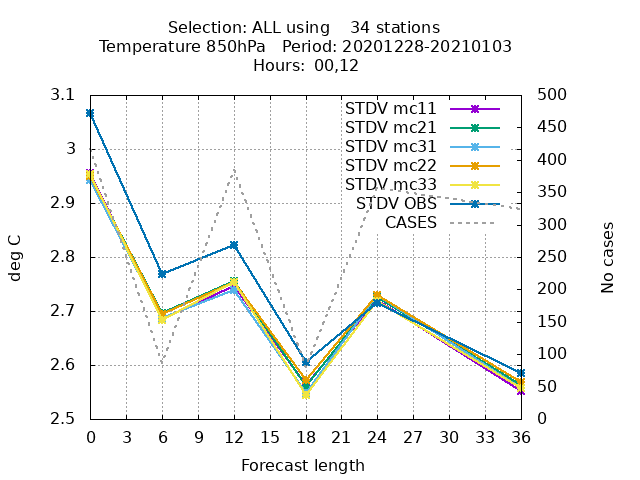 Selection: ALL using    34 stations
Temperature 850hPa   Period: 20201228-20210103
Hours:  00,12
3.1
3
2.9
2.8
2.7
2.6
2.5
deg C
500
450
400
350
300
250
200
150
100
50
0
No cases
STDV mc11
STDV mc21
STDV mc31
STDV mc22
STDV mc33
STDV OBS
CASES
0 3 6 9 12 15 18 21 24 27 30 33 36
Forecast length